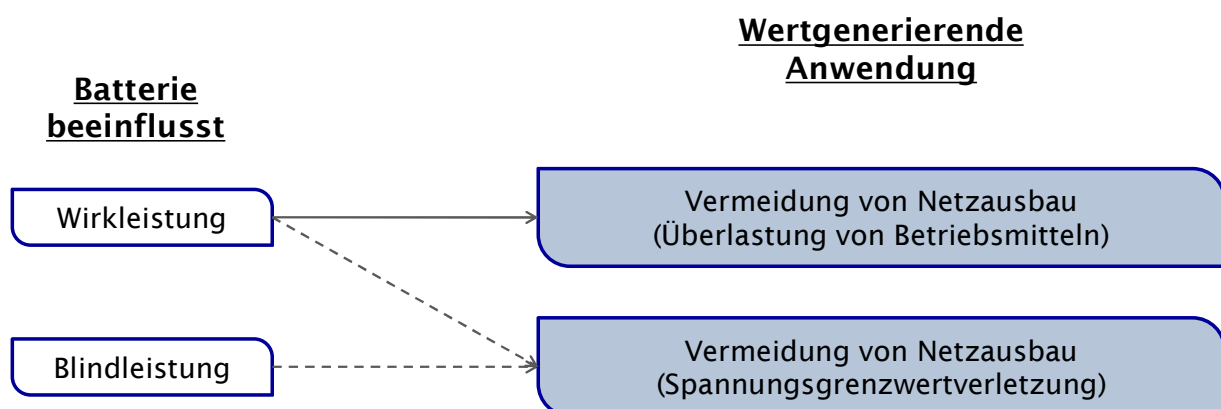 Wertgenerierende
Anwendung
Batterie
beeinflusst
Wirkleistung
Vermeidung von Netzausbau
(Überlastung von Betriebsmitteln)
Blindleistung
Vermeidung von Netzausbau
(Spannungsgrenzwertverletzung)